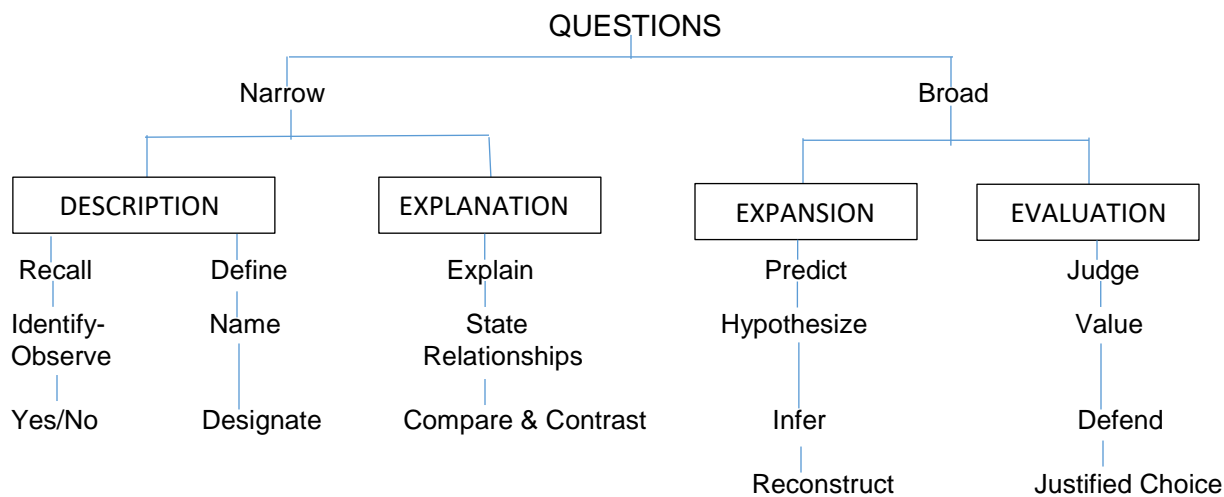 QUESTIONS
Narrow Broad
DESCRIPTION EXPLANATION EXPANSION EVALUATION
Recall Define Explain Predict Judge
Identify- Name State Hypothesize Value
Observe Relationships
Yes/No Designate Compare & Contrast Infer Defend
Reconstruct Justified Choice